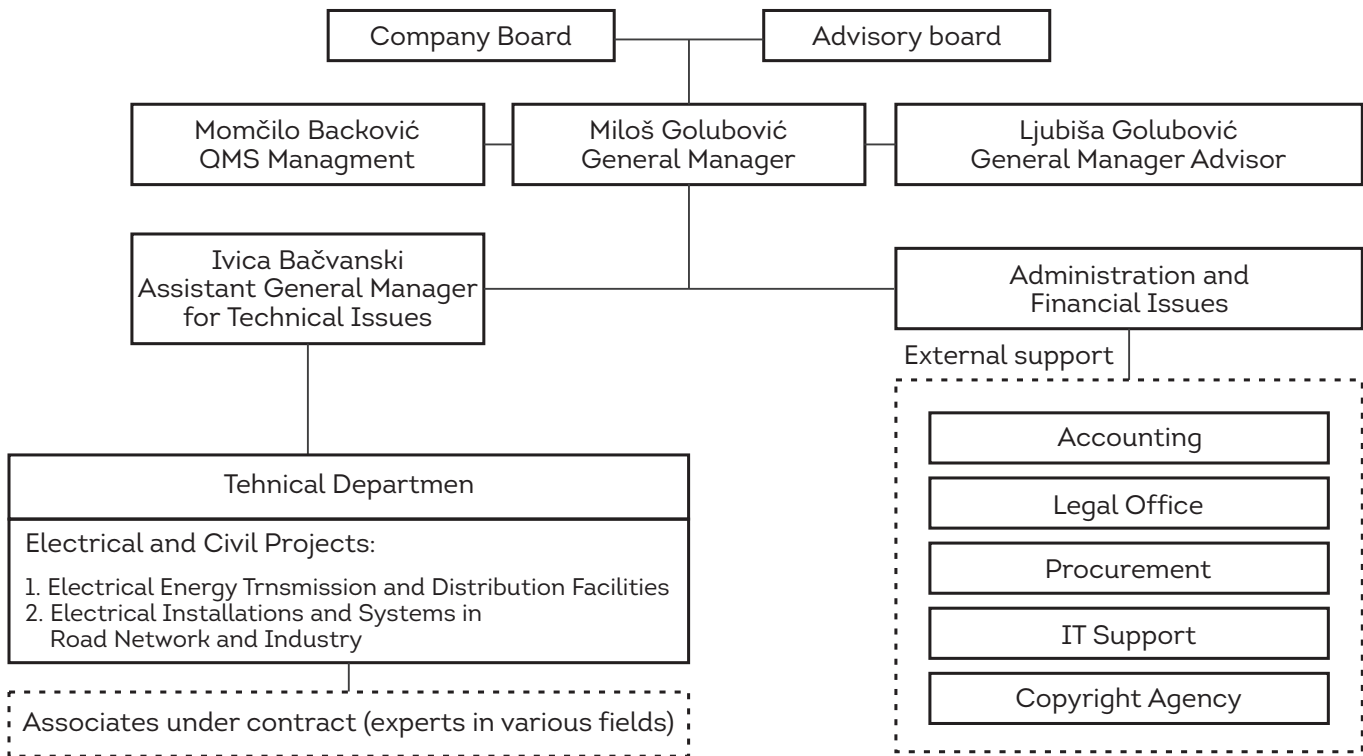 Company Board
Advisory board
Momčilo Backović
QMS Managment
Miloš Golubović
General Manager
Ljubiša Golubović
General Manager Advisor
Ivica Bačvanski
Assistant General Manager
for Technical Issues
Administration and
Financial Issues
External support
Accounting
Legal Office
Procurement
IT Support
Copyright Agency
Tehnical Departmen
Electrical and Civil Projects:
1. Electrical Energy Trnsmission and Distribution Facilities
2. Electrical Installations and Systems in
Road Network and Industry
Associates under contract (experts in various fields)